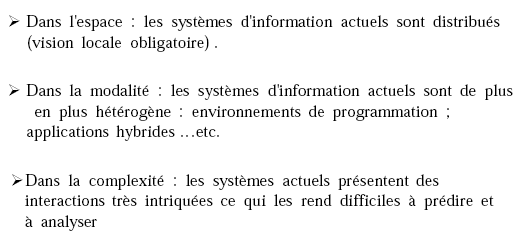 ➢ Dans l'espace : les systèmes d'information actuels sont distribués
(vision locale obligatoire) .
➢ Dans la modalité : les systèmes d'information actuels sont de plus
en plus hétérogène : environnements de programmation ;
applications hybrides ...etc.
➢ Dans la complexité : les systèmes actuels présentent des
interactions très intriquées ce qui les rend difficiles à prédire et
à analyser